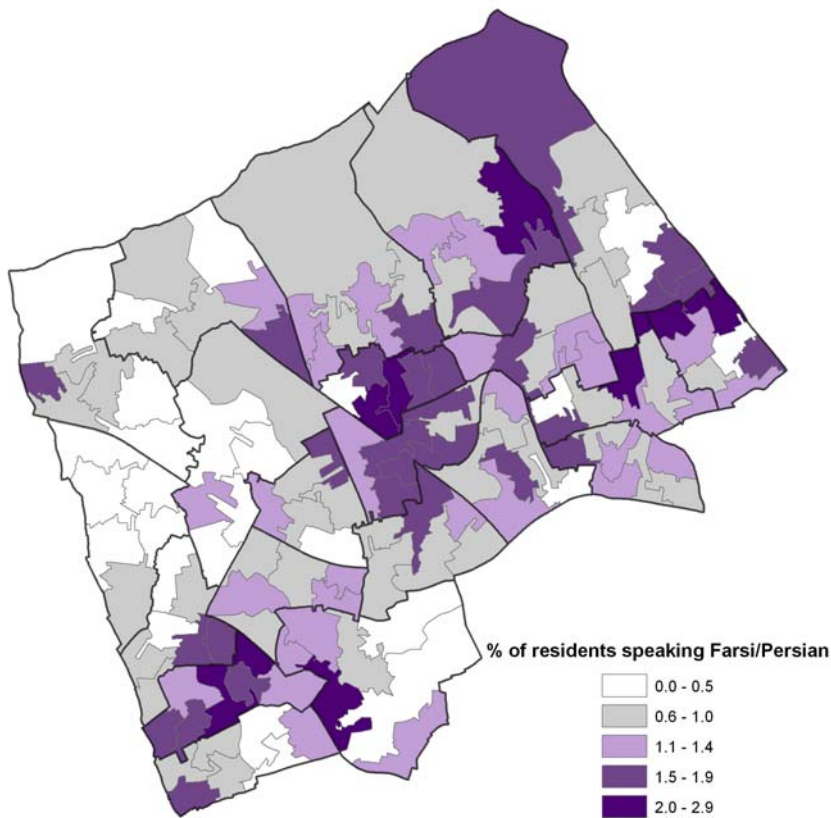 % of residents speaking Farsi/Persian
0.0 - 0.5
0.6 - 1.0
1.1 - 1.4
1.5 - 1.9
2.0 - 2.9